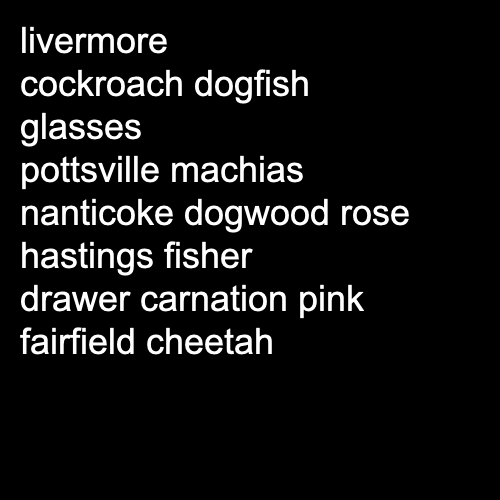 livermore
cockroach dogfish
glasses
pottsville machias
nanticoke dogwood rose
hastings fisher
drawer carnation pink
fairfield cheetah